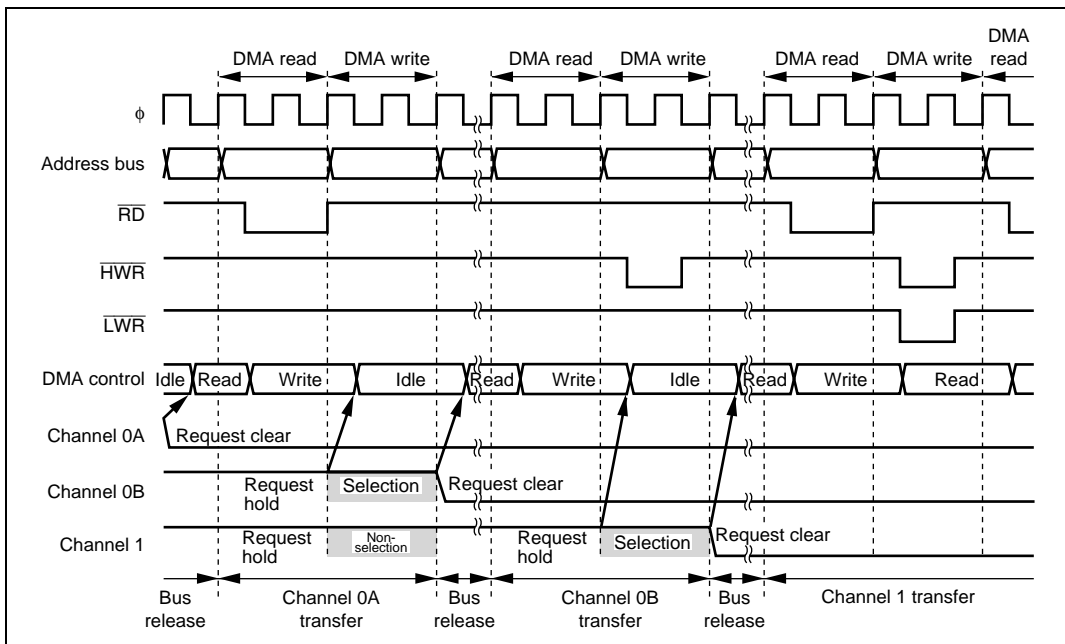 DMA read DMA write DMA read DMA write DMA read DMA write DMA read
φ
Address bus
RD
HWR
LWR
DMA control Idle Read Write Idle Read Write Idle Read Write Read
Channel 0A Request clear
Channel 0B Request hold Selection Request clear
Channel 1 Request hold Non-selection Request hold Selection Request clear
Bus release Channel 0A transfer Bus release Channel 0B transfer Bus release Channel 1 transfer